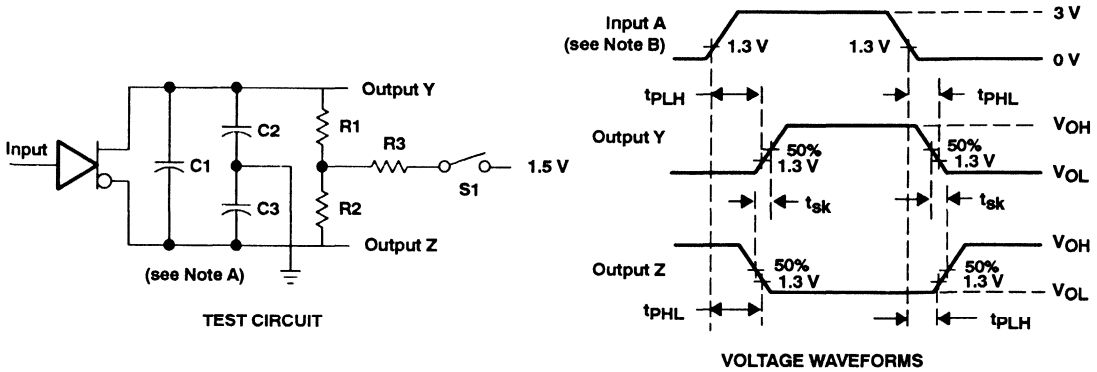 Input
C1
C2
C3
R1
R2
R3
S1
1.5 V
Output Y
Output Z
(see Note A)
TEST CIRCUIT
Input A
(see Note B)
1.3 V
1.3 V
3 V
0 V
tPLH
tPHL
Output Y
50%
1.3 V
50%
1.3 V
VOH
VOL
tsk
tsk
Output Z
50%
1.3 V
50%
1.3 V
VOH
VOL
tPHL
tPLH
VOLTAGE WAVEFORMS